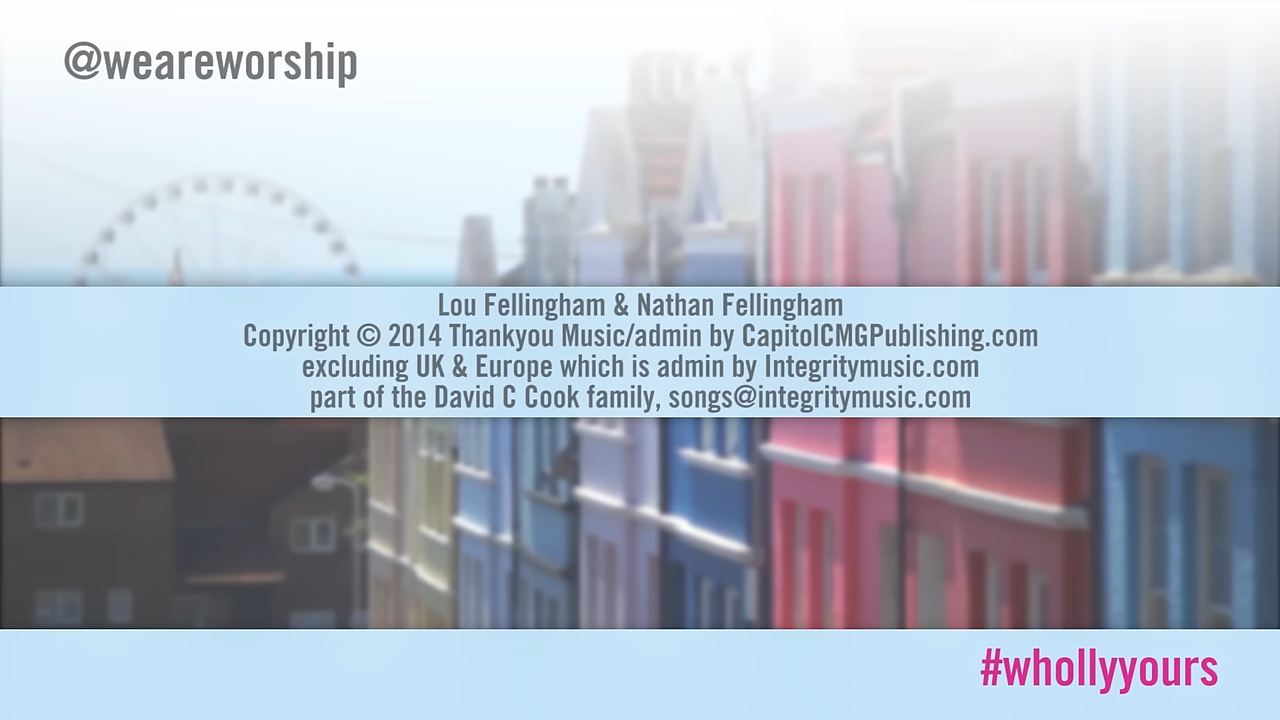 @weareworship
Lou Fellingham & Nathan Fellingham
Copyright © 2014 Thankyou Music/admin by CapitolCMGPublishing.com
excluding UK & Europe which is admin by Integritymusic.com
part of the David C Cook family, songs@integritymusic.com
#whollyyours